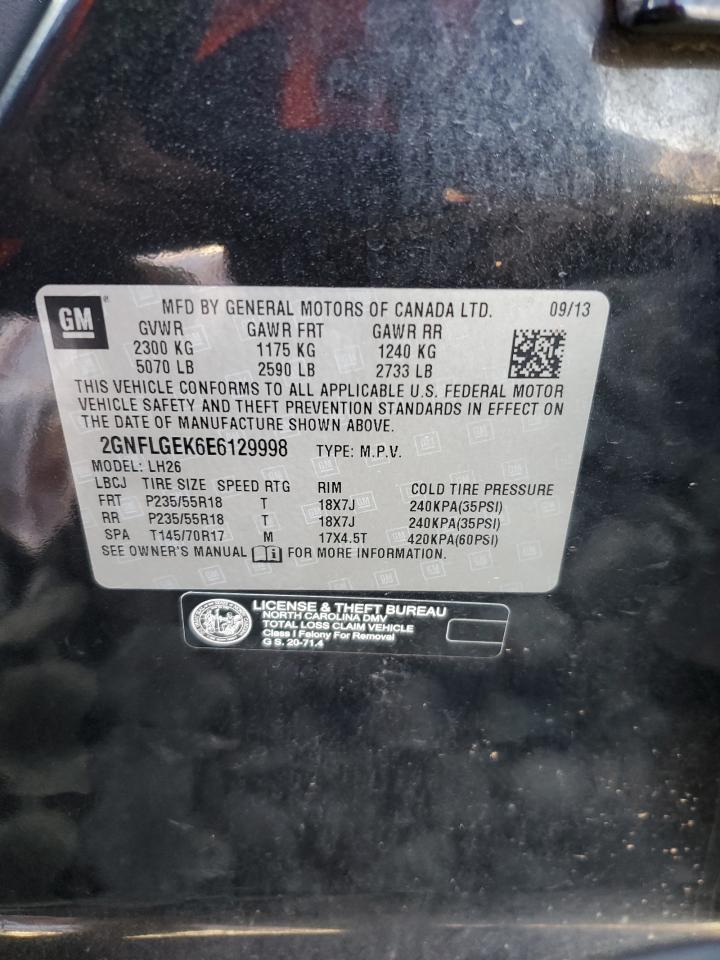 GM
MFD BY GENERAL MOTORS OF CANADA LTD. 09/13
GVWR GAWR FRT GAWR RR
2300 KG 1175 KG 1240 KG
5070 LB 2590 LB 2733 LB
THIS VEHICLE CONFORMS TO ALL APPLICABLE U.S. FEDERAL MOTOR
VEHICLE SAFETY AND THEFT PREVENTION STANDARDS IN EFFECT ON
THE DATE OF MANUFACTURE SHOWN ABOVE.
2GNFLGEK6E6129998 TYPE: M.P.V.
MODEL: LH26
LBCJ TIRE SIZE SPEED RTG RIM COLD TIRE PRESSURE
FRT P235/55R18 T 18X7J 240KPA(35PSI)
RR P235/55R18 T 18X7J 240KPA(35PSI)
SPA T145/70R17 M 17X4.5T 420KPA(60PSI)
SEE OWNER'S MANUAL i FOR MORE INFORMATION.
LICENSE & THEFT BUREAU
NORTH CAROLINA DMV
TOTAL LOSS CLAIM VEHICLE
Class I Felony For Removal
G S. 20-71.4